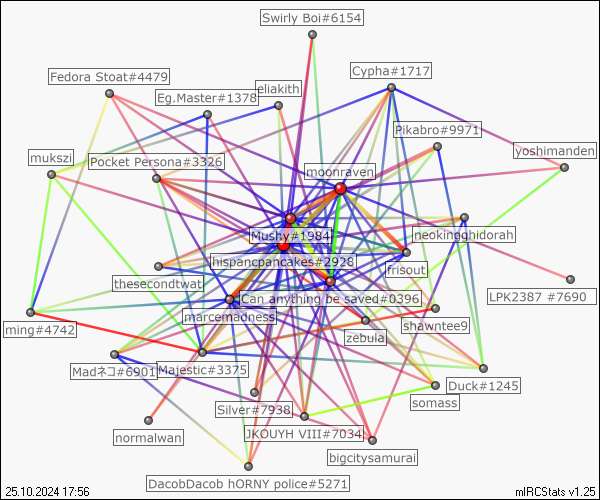 Swirly Boi#6154
Cypha#1717
Fedora Stoat#4479
eliakith
Eg.Master#1378
Pikabro#9971
yoshimanden
mukszi
Pocket Persona#3326
moonraven
Mushy#1984
neokingghidorah
hispancpancakes#2928
frisout
thesecondtwat
LPK2387 #7690
Can anything be saved#0396
marcemadness
shawntee9
ming#4742
zebula
Madネコ#6901
Majestic#3375
Duck#1245
somass
Silver#7938
JKOUYH VIII#7034
normalwan
bigcitysamurai
DacobDacob hORNY police#5271
25.10.2024 17:56
mIRCStats v1.25